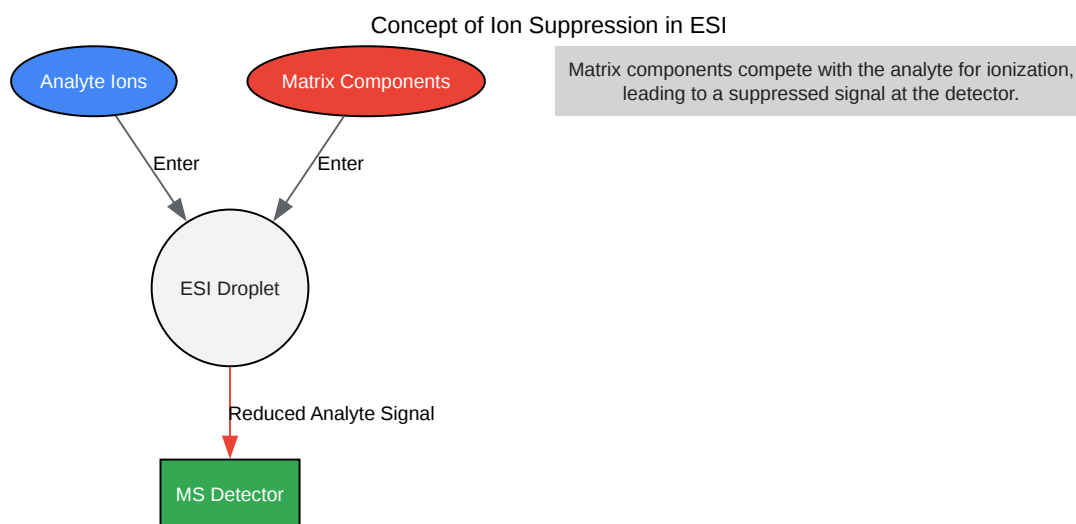 Concept of Ion Suppression in ESI
Analyte Ions
Matrix Components
Matrix components compete with the analyte for ionization,
leading to a suppressed signal at the detector.
Enter
Enter
ESI Droplet
Reduced Analyte Signal
MS Detector